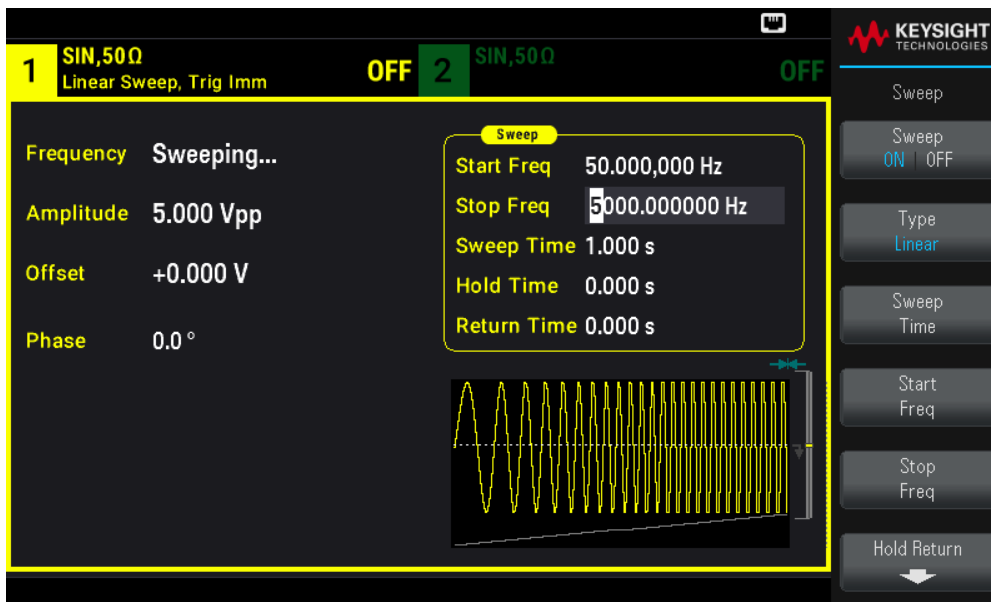 1
SIN,50Ω
Linear Sweep, Trig Imm
OFF
2
SIN,50Ω
OFF
Frequency Sweeping...
Amplitude 5.000 Vpp
Offset +0.000 V
Phase 0.0 °
Sweep
Start Freq 50.000,000 Hz
Stop Freq 5000.000000 Hz
Sweep Time 1.000 s
Hold Time 0.000 s
Return Time 0.000 s
KEYSIGHT
TECHNOLOGIES
Sweep
Sweep
ON | OFF
Type
Linear
Sweep
Time
Start
Freq
Stop
Freq
Hold Return